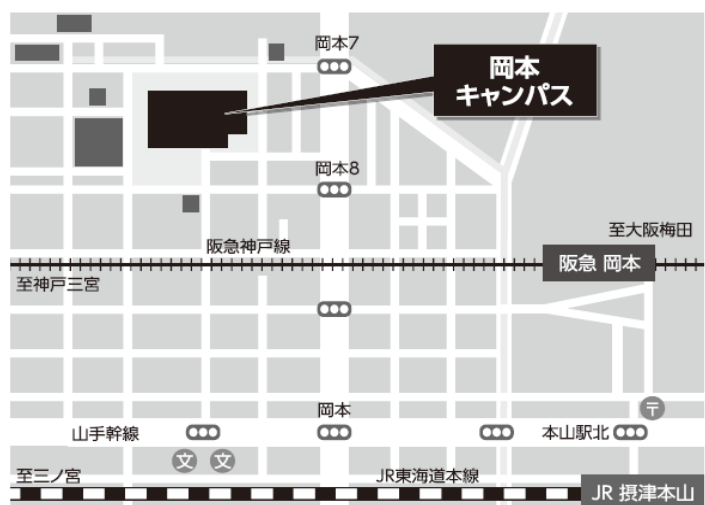 岡本7
岡本
キャンパス
岡本8
至大阪梅田
阪急神戸線
阪急 岡本
至神戸三宮
岡本
〒
山手幹線
本山駅北
文
文
至三ノ宮
JR東海道本線
JR 摂津本山